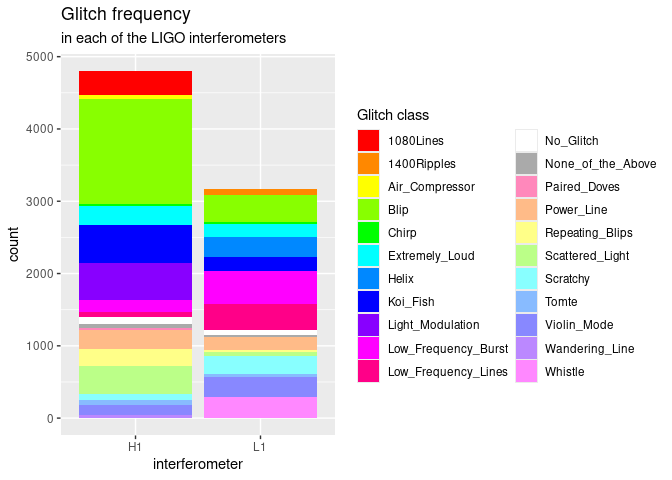 Glitch frequency
in each of the LIGO interferometers
5000
4000
3000
2000
1000
0
count
H1
L1
interferometer
Glitch class
1080Lines
1400Ripples
Air_Compressor
Blip
Chirp
Extremely_Loud
Helix
Koi_Fish
Light_Modulation
Low_Frequency_Burst
Low_Frequency_Lines
No_Glitch
None_of_the_Above
Paired_Doves
Power_Line
Repeating_Blips
Scattered_Light
Scratchy
Tomte
Violin_Mode
Wandering_Line
Whistle